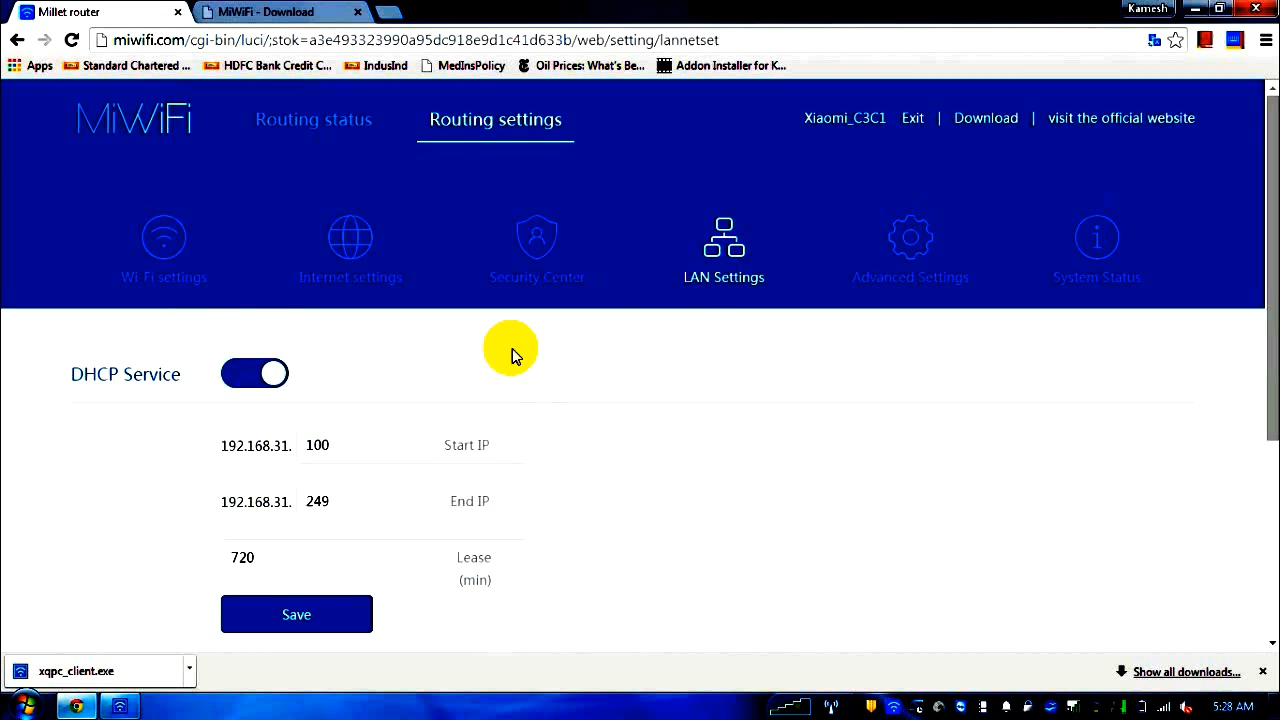 Millet router
MiWiFi - Download
Kamesh
miwifi.com/cgi-bin/luci/;stok=a3e493323990a95dc918e9d1c41d633b/web/setting/lannetset
Apps Standard Chartered ... HDFC Bank Credit C... IndusInd MedInsPolicy Oil Prices: What's Be... Addon Installer for K...
MiWiFi Routing status Routing settings Xiaomi_C3C1 Exit | Download | visit the official website
Wi-Fi settings Internet settings Security Center LAN Settings Advanced Settings System Status
DHCP Service
192.168.31. 100 Start IP
192.168.31. 249 End IP
720 Lease
(min)
Save
xqpc_client.exe Show all downloads...
5:28 AM